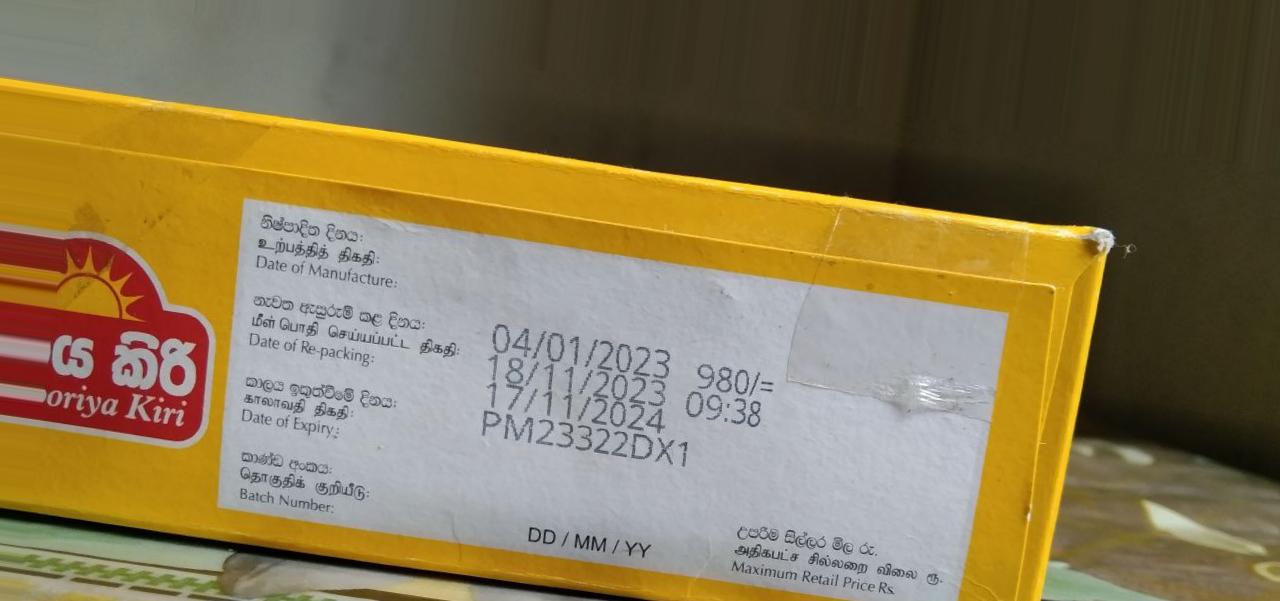 ය කිරි
oriya Kiri
නිෂ්පාදිත දිනය:
உற்பத்தித் திகதி:
Date of Manufacture:
නැවත ඇසුරුම් කළ දිනය:
மீள் பொதி செய்யப்பட்ட திகதி:
Date of Re-packing:
කාලය ඉකුත්වීමේ දිනය:
காலாவதி திகதி:
Date of Expiry:
කාණ්ඩ අංකය:
தொகுதிக் குறியீடு:
Batch Number:
04/01/2023 980/=
18/11/2023 09:38
17/11/2024
PM23322DX1
DD / MM / YY
උපරිම සිල්ලර මිල රු.
அதிகபட்ச சில்லறை விலை ரூ.
Maximum Retail Price Rs.